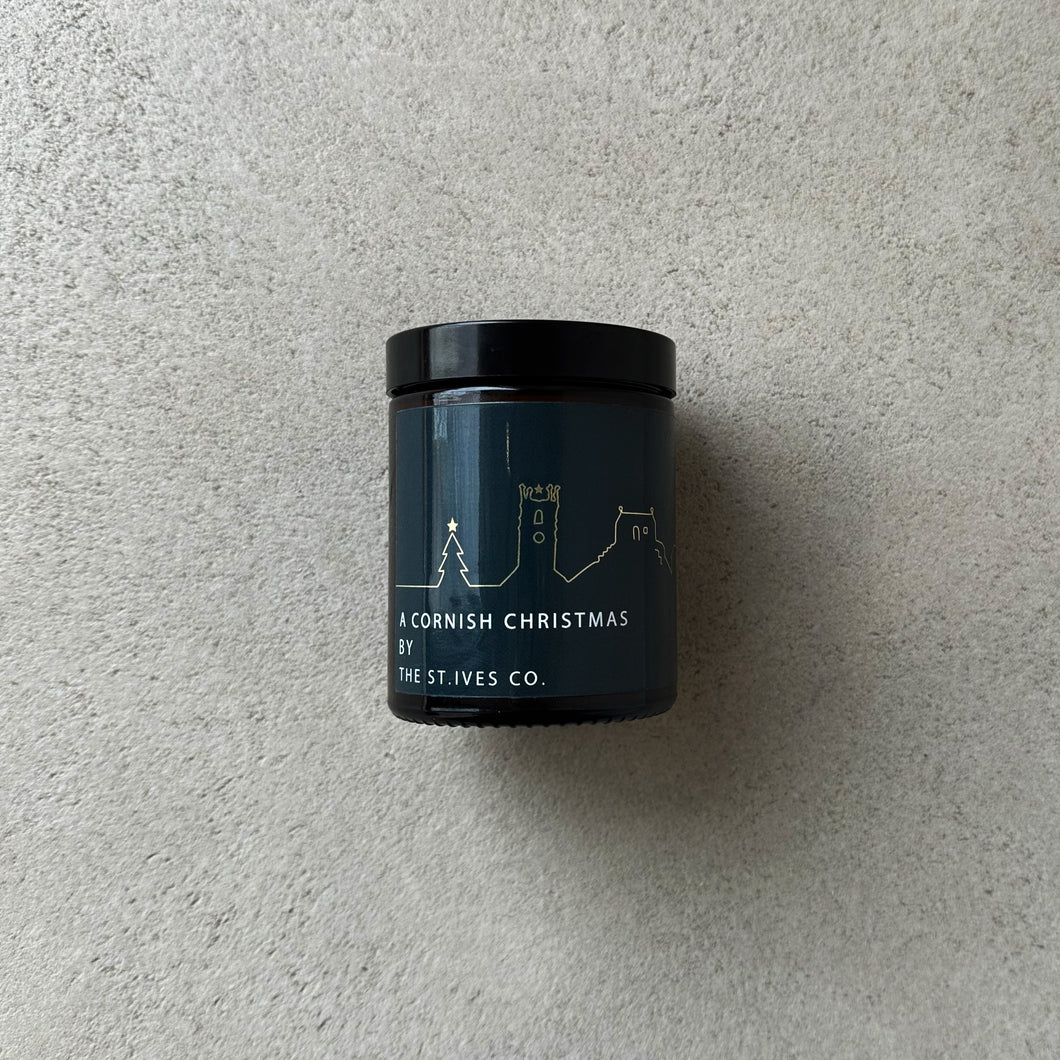 A CORNISH CHRISTMAS
BY
THE ST.IVES CO.